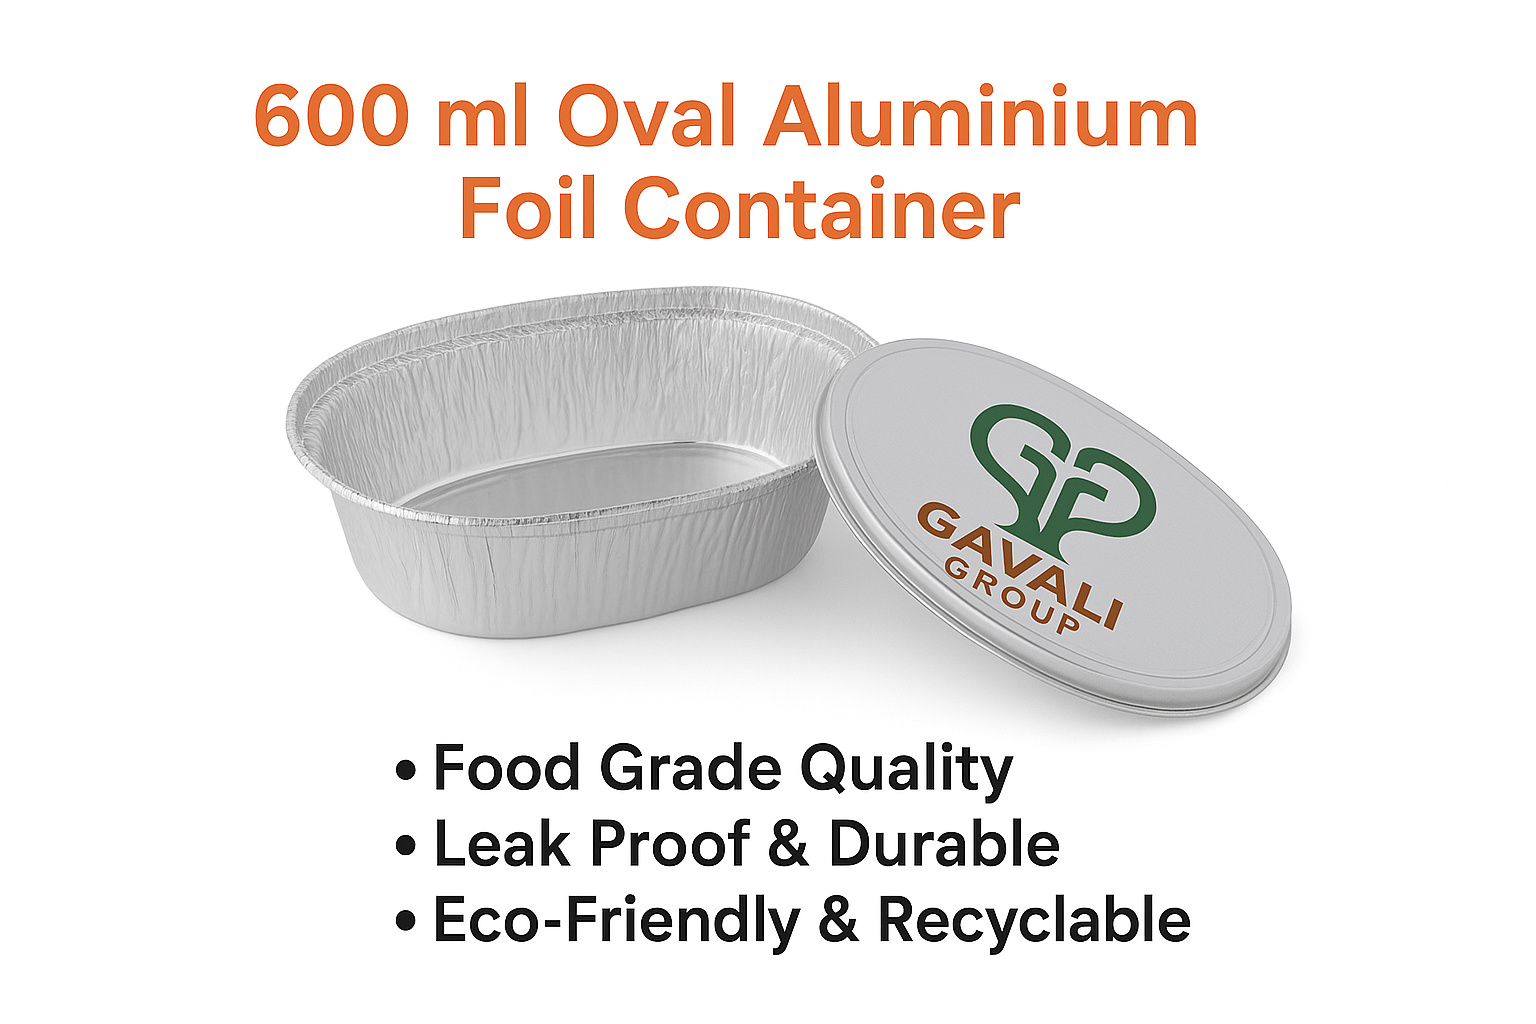 600 ml Oval Aluminium
Foil Container
GAVALI
GROUP
• Food Grade Quality
• Leak Proof & Durable
• Eco-Friendly & Recyclable